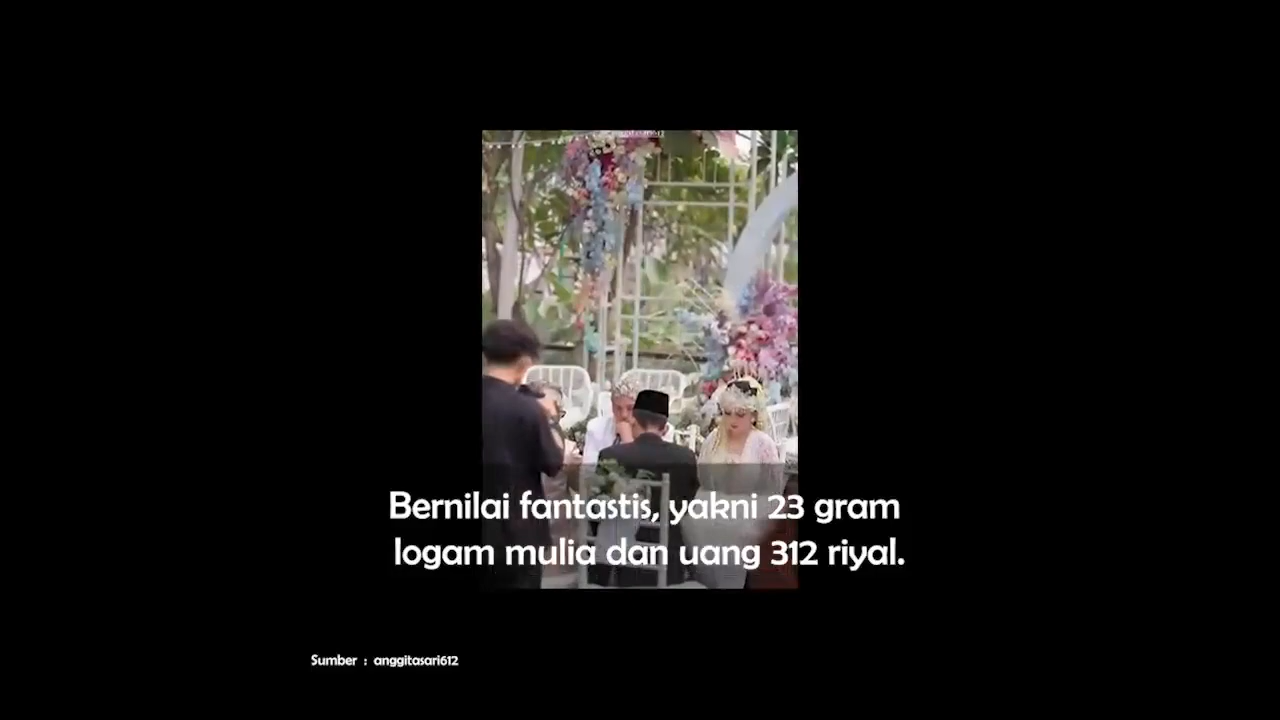 Bernilai fantastis, yakni 23 gram
logam mulia dan uang 312 riyal.
Sumber : anggitasari612